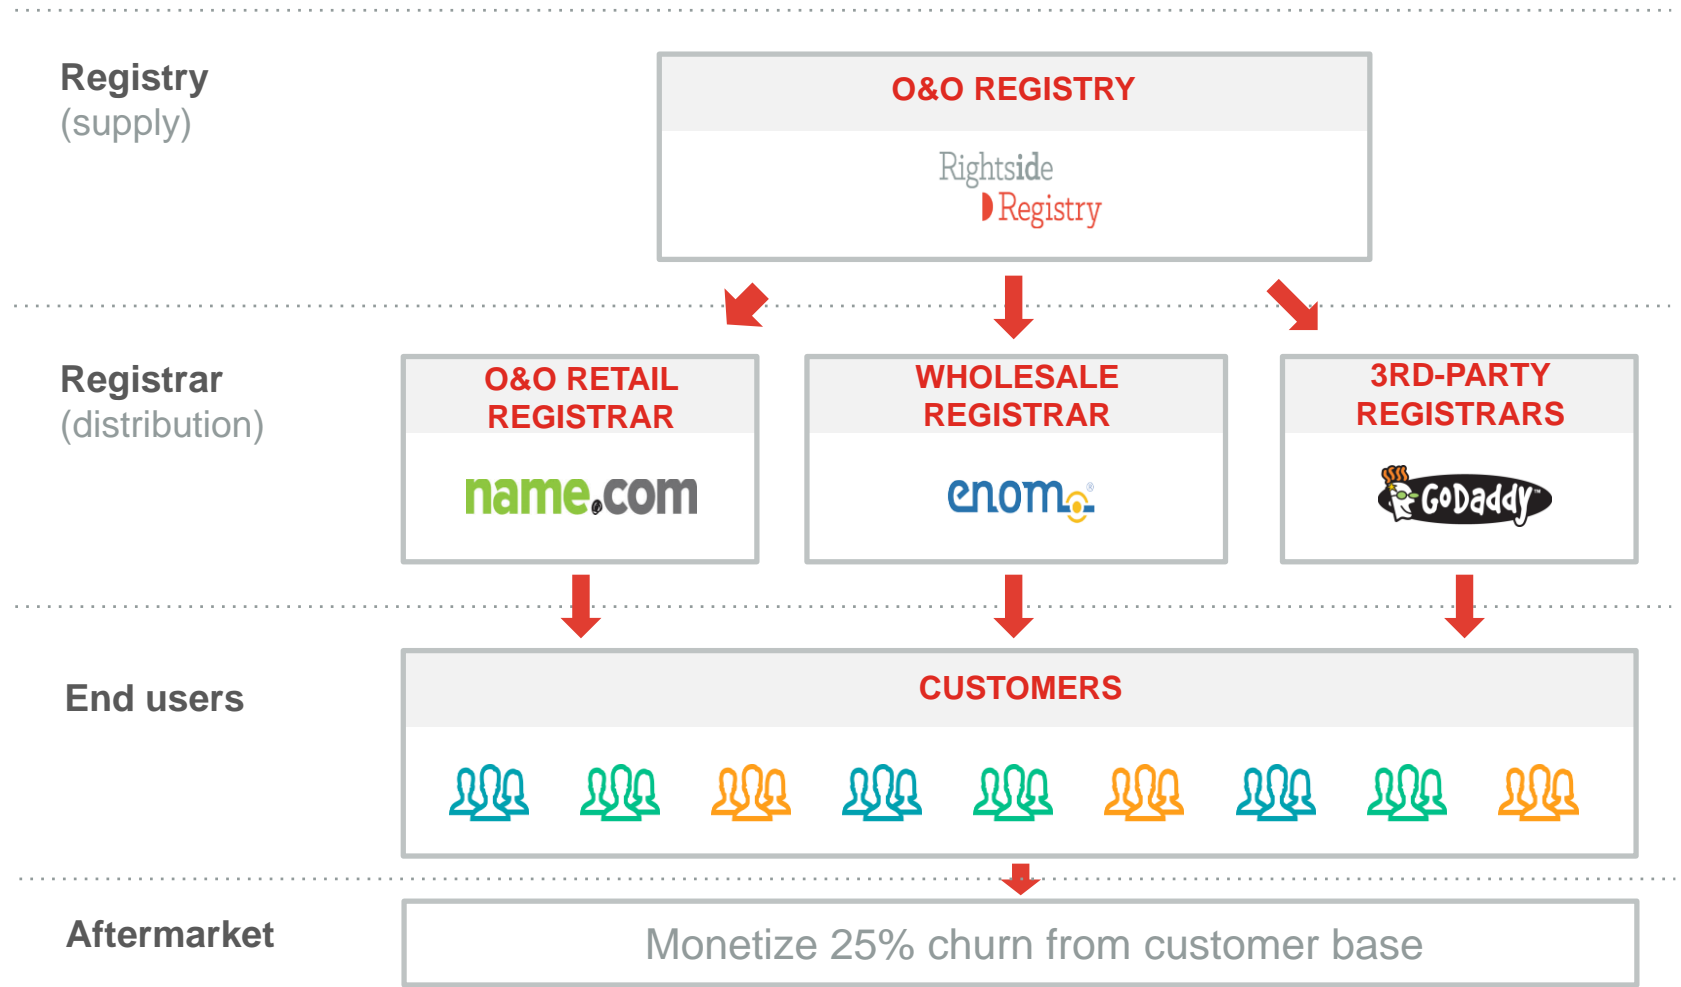 Registry
(supply)
O&O REGISTRY
Rightside
Registry
Registrar
(distribution)
O&O RETAIL
REGISTRAR
name.com
WHOLESALE
REGISTRAR
enom®
3RD-PARTY
REGISTRARS
GoDaddy™
End users
CUSTOMERS
Aftermarket
Monetize 25% churn from customer base